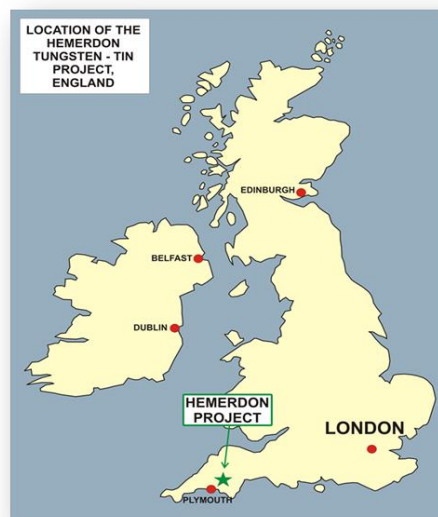 LOCATION OF THE
HEMERDON
TUNGSTEN - TIN
PROJECT,
ENGLAND
EDINBURGH
BELFAST
DUBLIN
HEMERDON
PROJECT
LONDON
PLYMOUTH